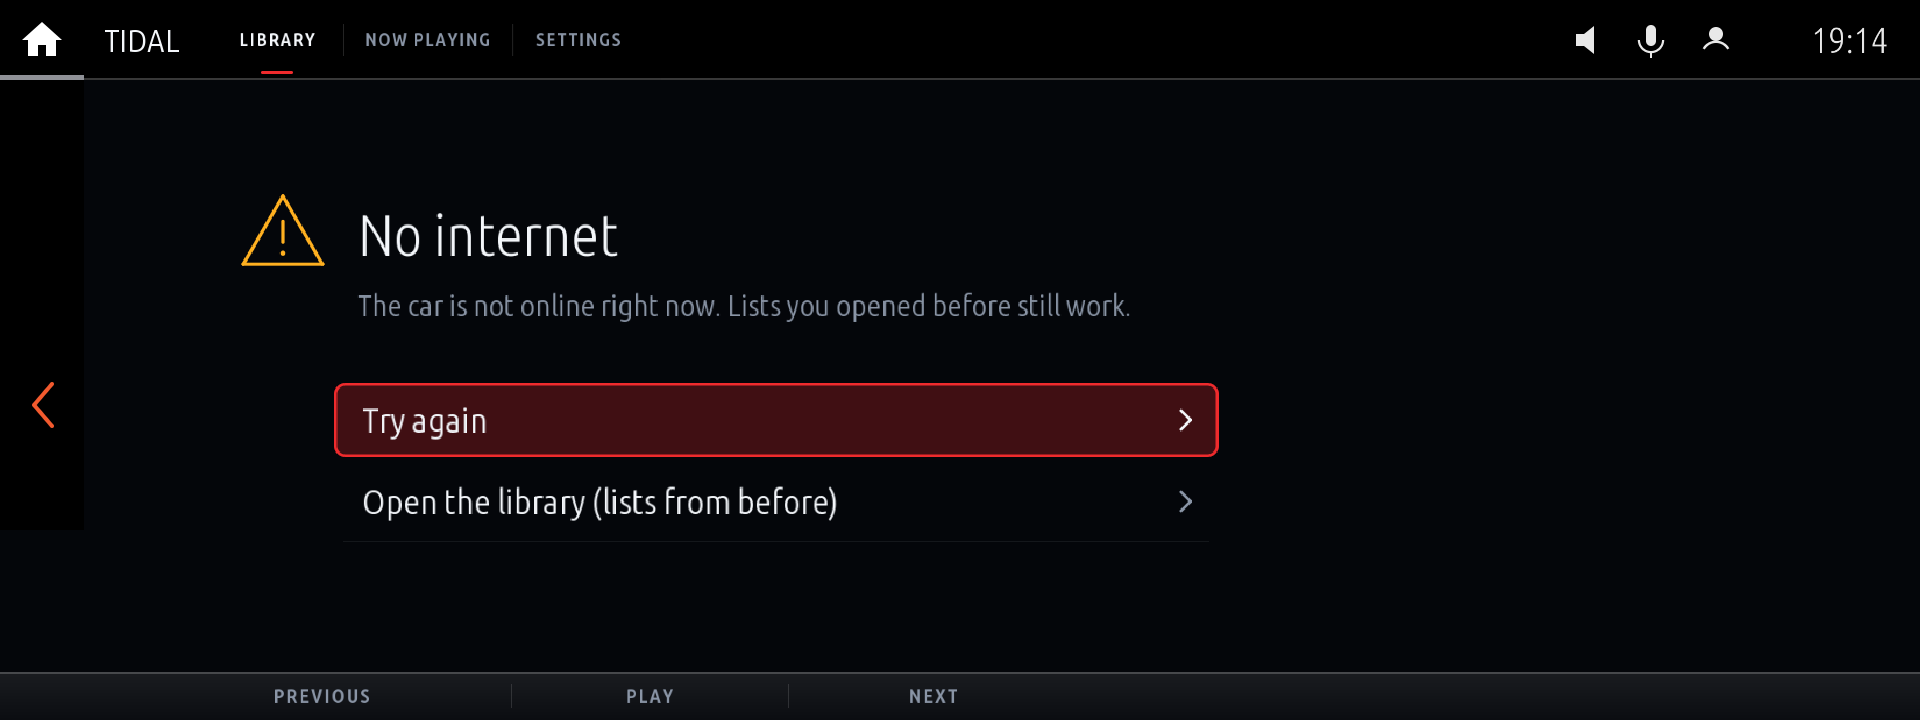 TIDAL
LIBRARY
NOW PLAYING
SETTINGS
19:14
No internet
The car is not online right now. Lists you opened before still work.
Try again
Open the library (lists from before)
PREVIOUS
PLAY
NEXT